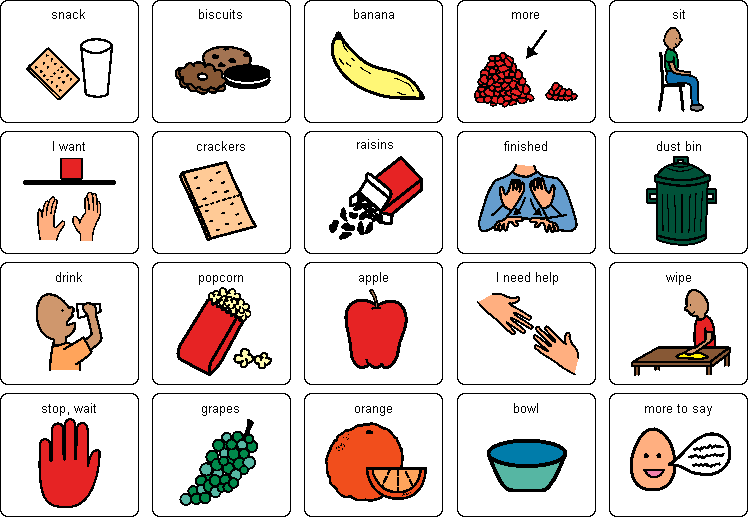 snack
biscuits
banana
more
sit
I want
crackers
raisins
finished
dust bin
drink
popcorn
apple
I need help
wipe
stop, wait
grapes
orange
bowl
more to say